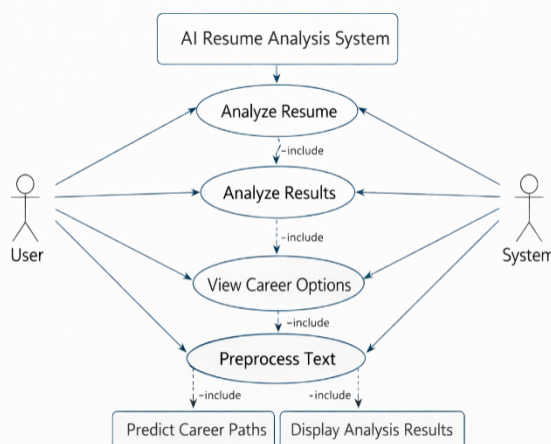 AI Resume Analysis System
Analyze Resume
-include
Analyze Results
-include
User
System
View Career Options
-include
Preprocess Text
-include
-include
Predict Career Paths
Display Analysis Results